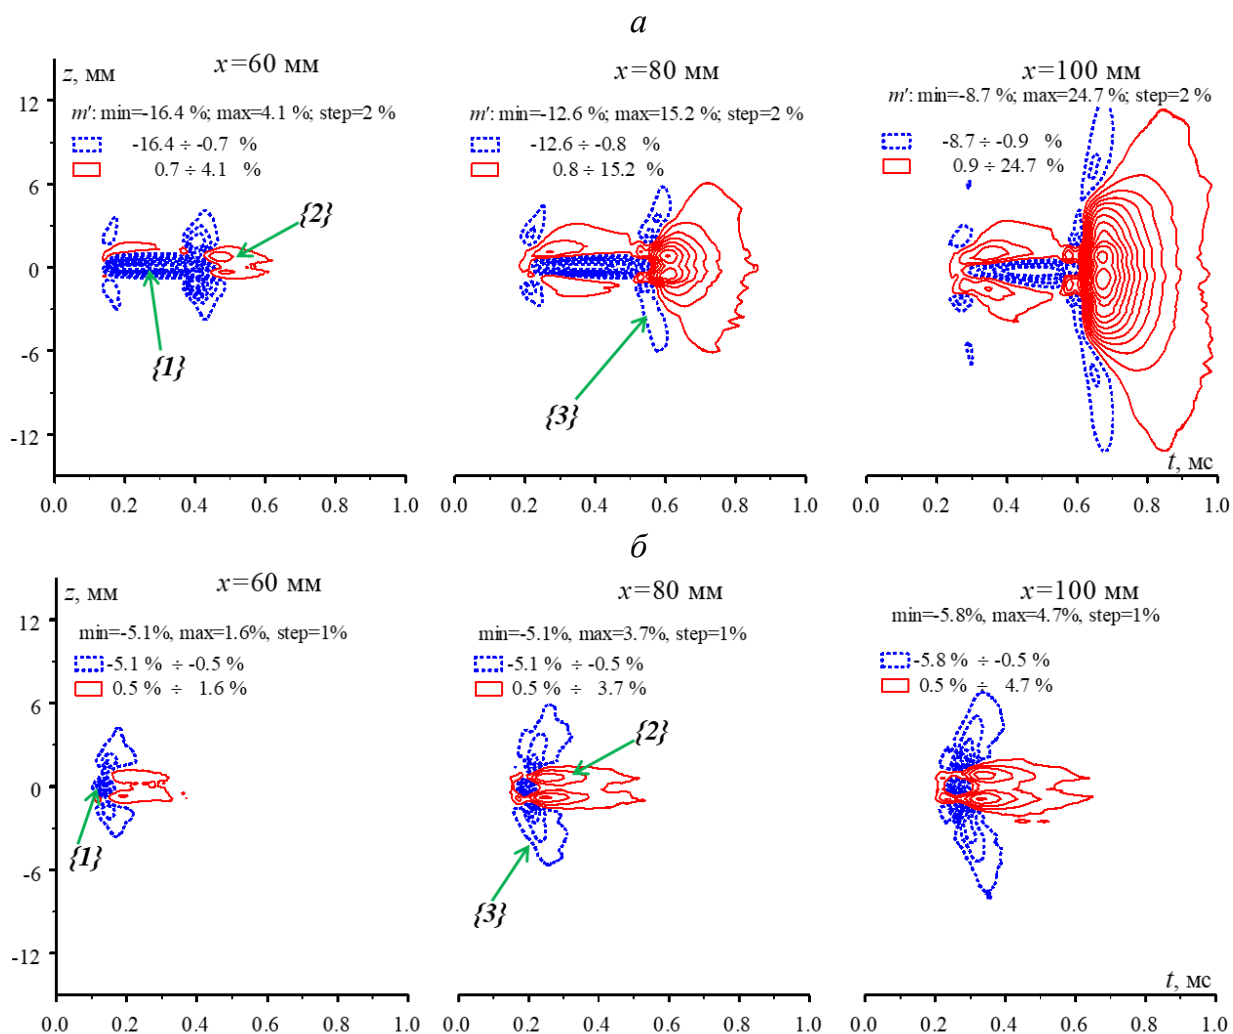 а
z, мм
x=60 мм
m′: min=-16.4 %; max=4.1 %; step=2 %
-16.4 ÷ -0.7 %
0.7 ÷ 4.1 %
{2}
{1}
12
6
0
-6
-12
0.0 0.2 0.4 0.6 0.8 1.0
x=80 мм
m′: min=-12.6 %; max=15.2 %; step=2 %
-12.6 ÷ -0.8 %
0.8 ÷ 15.2 %
{3}
0.0 0.2 0.4 0.6 0.8 1.0
x=100 мм
m′: min=-8.7 %; max=24.7 %; step=2 %
-8.7 ÷ -0.9 %
0.9 ÷ 24.7 %
t, мс
0.0 0.2 0.4 0.6 0.8 1.0
б
z, мм
x=60 мм
min=-5.1%, max=1.6%, step=1%
-5.1 % ÷ -0.5 %
0.5 % ÷ 1.6 %
{1}
12
6
0
-6
-12
0.0 0.2 0.4 0.6 0.8 1.0
x=80 мм
min=-5.1%, max=3.7%, step=1%
-5.1 % ÷ -0.5 %
0.5 % ÷ 3.7 %
{2}
{3}
0.0 0.2 0.4 0.6 0.8 1.0
x=100 мм
min=-5.8%, max=4.7%, step=1%
-5.8 % ÷ -0.5 %
0.5 % ÷ 4.7 %
t, мс
0.0 0.2 0.4 0.6 0.8 1.0